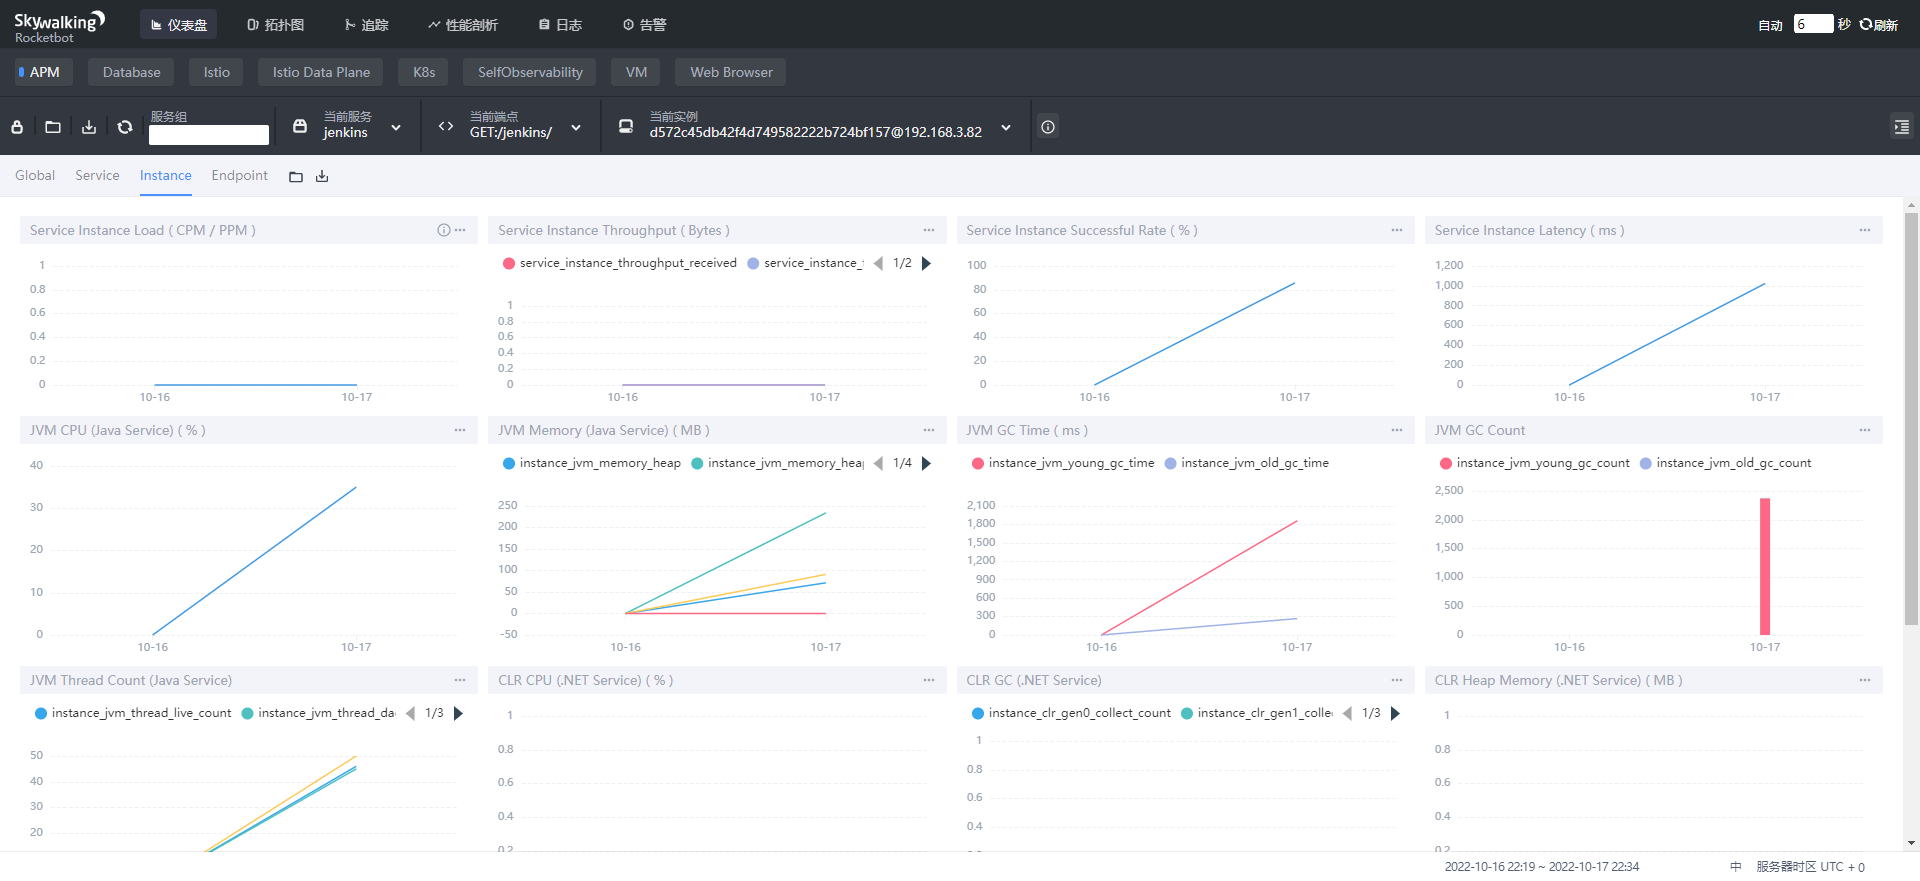 Skywalking
Rocketbot
仪表盘 拓扑图 追踪 性能剖析 日志 告警
自动 6 秒 刷新
APM Database Istio Istio Data Plane K8s SelfObservability VM Web Browser
服务组
当前服务
jenkins
当前端点
GET:/jenkins/
当前实例
d572c45db42f4d749582222b724bf157@192.168.3.82
Global Service Instance Endpoint
Service Instance Load ( CPM / PPM )
1
0.8
0.6
0.4
0.2
0
10-16 10-17
Service Instance Throughput ( Bytes )
service_instance_throughput_received service_instance_ 1/2
1
0.8
0.6
0.4
0.2
0
10-16 10-17
Service Instance Successful Rate ( % )
100
80
60
40
20
0
10-16 10-17
Service Instance Latency ( ms )
1,200
1,000
800
600
400
200
0
10-16 10-17
JVM CPU (Java Service) ( % )
40
30
20
10
0
10-16 10-17
JVM Memory (Java Service) ( MB )
instance_jvm_memory_heap instance_jvm_memory_hea 1/4
250
200
150
100
50
0
-50
10-16 10-17
JVM GC Time ( ms )
instance_jvm_young_gc_time instance_jvm_old_gc_time
2,100
1,800
1,500
1,200
900
600
300
0
10-16 10-17
JVM GC Count
instance_jvm_young_gc_count instance_jvm_old_gc_count
2,500
2,000
1,500
1,000
500
0
10-16 10-17
JVM Thread Count (Java Service)
instance_jvm_thread_live_count instance_jvm_thread_da 1/3
50
40
30
20
CLR CPU (.NET Service) ( % )
1
0.8
0.6
0.4
0.2
CLR GC (.NET Service)
instance_clr_gen0_collect_count instance_clr_gen1_colle 1/3
1
0.8
0.6
0.4
0.2
CLR Heap Memory (.NET Service) ( MB )
1
0.8
0.6
0.4
0.2
2022-10-16 22:19 ~ 2022-10-17 22:34 中 服务器时区 UTC + 0